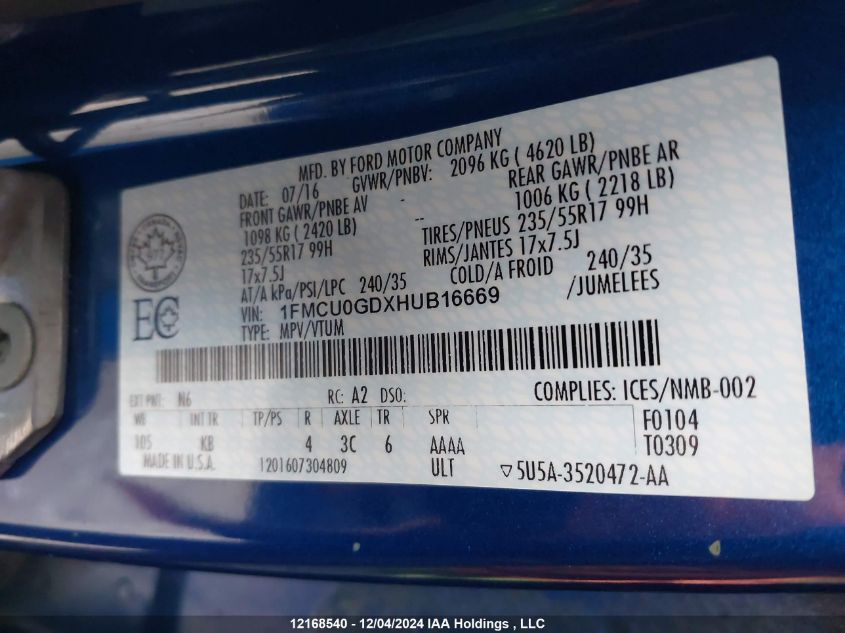 MFD. BY FORD MOTOR COMPANY
DATE: 07/16 GVWR/PNBV: 2096 KG ( 4620 LB)
FRONT GAWR/PNBE AV - REAR GAWR/PNBE AR
1098 KG ( 2420 LB) -- 1006 KG ( 2218 LB)
235/55R17 99H TIRES/PNEUS 235/55R17 99H
17x7.5J RIMS/JANTES 17x7.5J
AT/A kPa/PSI/LPC 240/35 COLD/A FROID 240/35
VIN: 1FMCU0GDXHUB16669 /JUMELEES
TYPE: MPV/VTUM
EC
EXT PNT: N6 RC: A2 DSO: COMPLIES: ICES/NMB-002
WB INT TR TP/PS R AXLE TR SPR F0104
105 KB 4 3C 6 AAAA T0309
MADE IN U.S.A. 1201607304809 ULT ▽5U5A-3520472-AA
12168540 - 12/04/2024 IAA Holdings , LLC